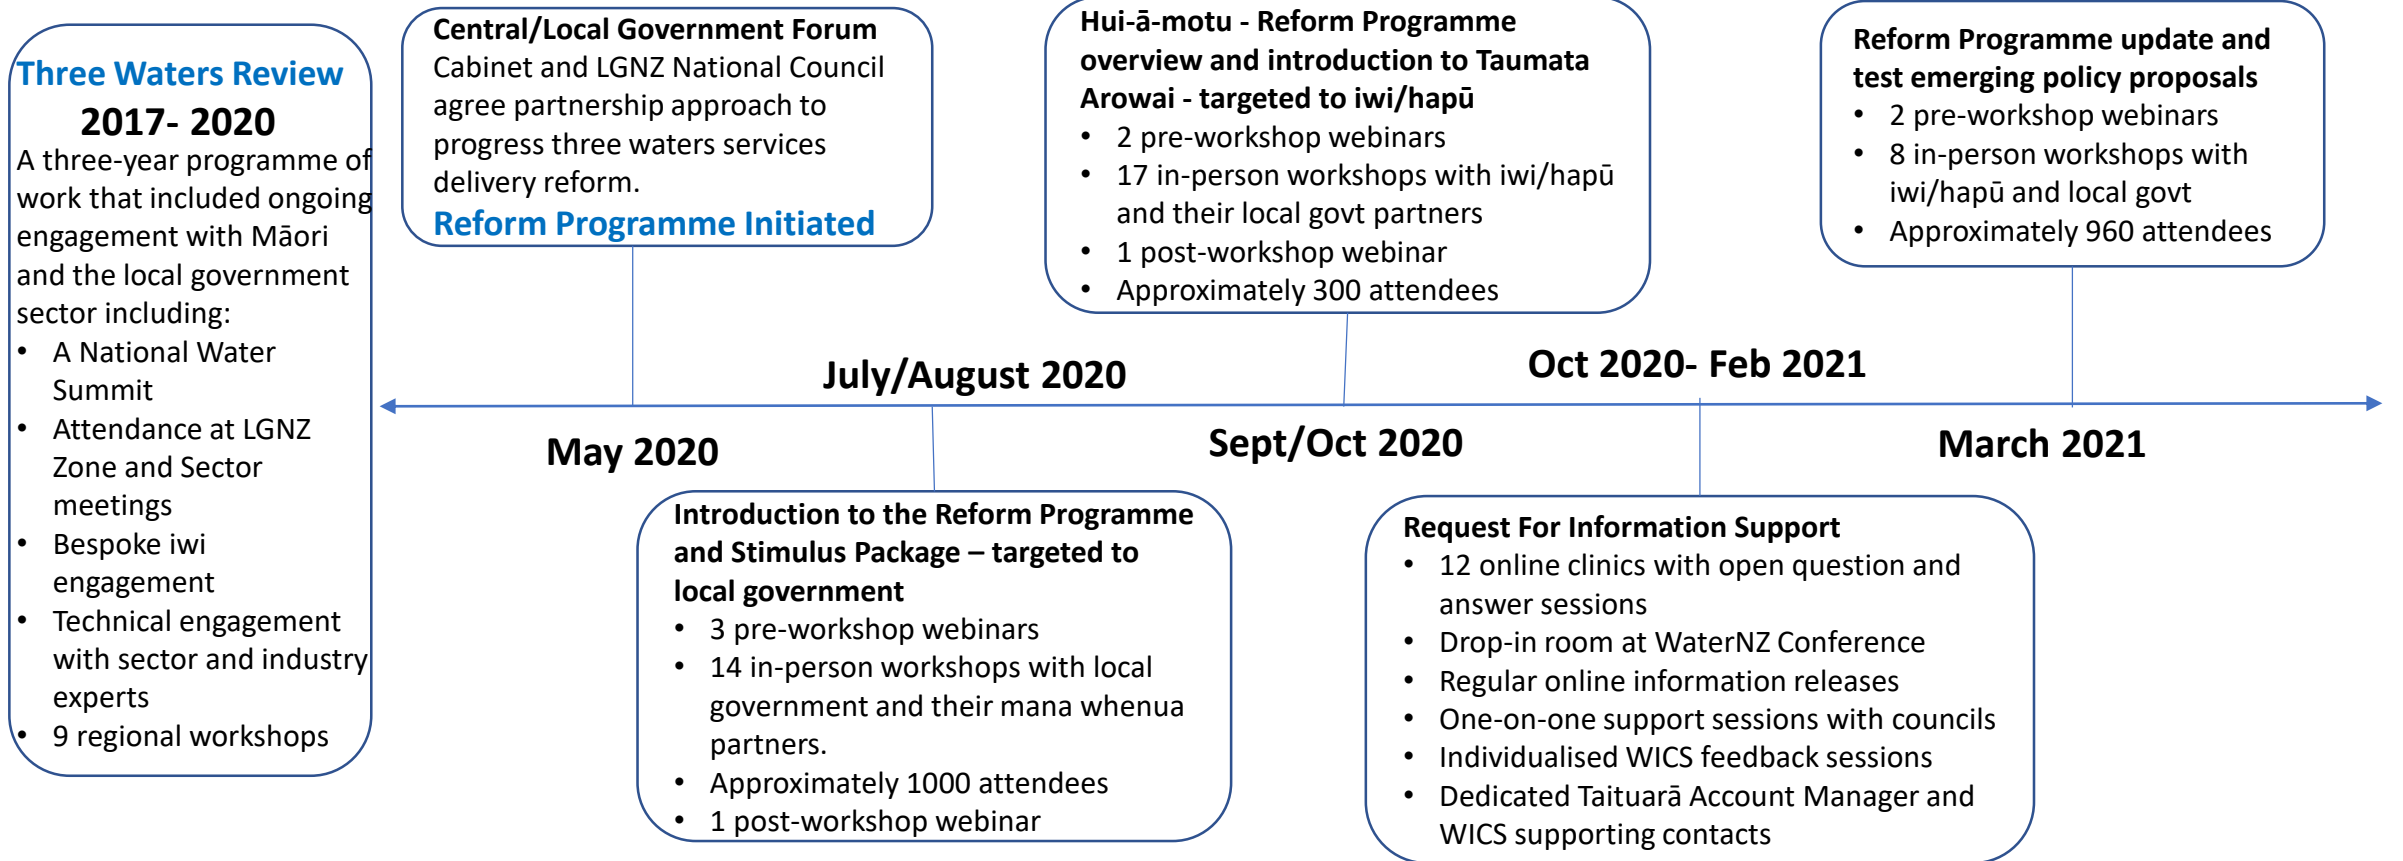 Three Waters Review
2017- 2020
A three-year programme of
work that included ongoing
engagement with Māori
and the local government
sector including:
• A National Water
Summit
• Attendance at LGNZ
Zone and Sector
meetings
• Bespoke iwi
engagement
• Technical engagement
with sector and industry
experts
• 9 regional workshops
Central/Local Government Forum
Cabinet and LGNZ National Council
agree partnership approach to
progress three waters services
delivery reform.
Reform Programme Initiated
May 2020
July/August 2020
Introduction to the Reform Programme
and Stimulus Package – targeted to
local government
• 3 pre-workshop webinars
• 14 in-person workshops with local
government and their mana whenua
partners.
• Approximately 1000 attendees
• 1 post-workshop webinar
Hui-ā-motu - Reform Programme
overview and introduction to Taumata
Arowai - targeted to iwi/hapū
• 2 pre-workshop webinars
• 17 in-person workshops with iwi/hapū
and their local govt partners
• 1 post-workshop webinar
• Approximately 300 attendees
Sept/Oct 2020
Oct 2020- Feb 2021
Request For Information Support
• 12 online clinics with open question and
answer sessions
• Drop-in room at WaterNZ Conference
• Regular online information releases
• One-on-one support sessions with councils
• Individualised WICS feedback sessions
• Dedicated Taituarā Account Manager and
WICS supporting contacts
Reform Programme update and
test emerging policy proposals
• 2 pre-workshop webinars
• 8 in-person workshops with
iwi/hapū and local govt
• Approximately 960 attendees
March 2021